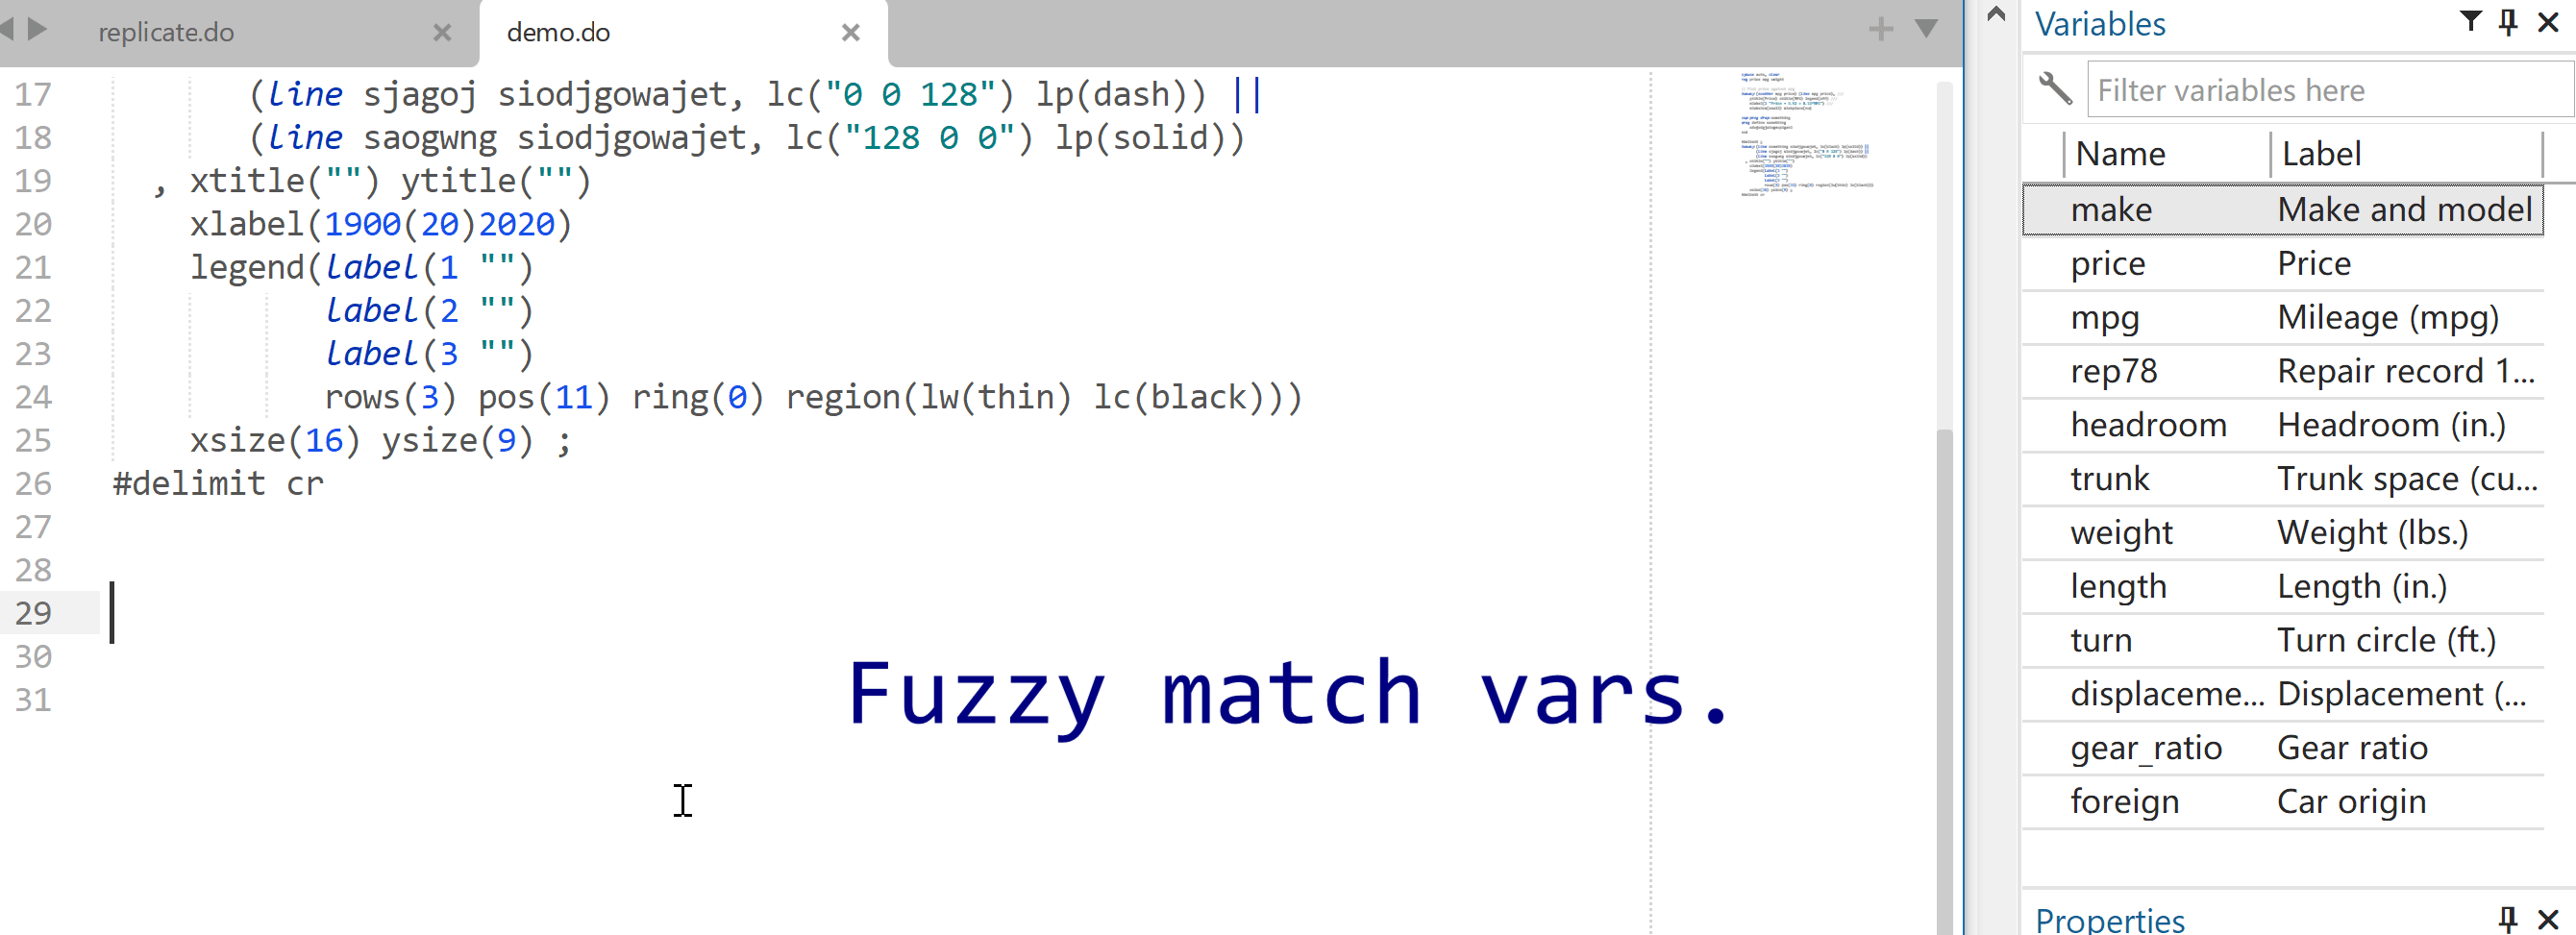 replicate.do
demo.do
17 (line sjagoj siodjgowajet, lc("0 0 128") lp(dash)) ||
18 (line saogwng siodjgowajet, lc("128 0 0") lp(solid))
19 , xtitle("") ytitle("")
20 xlabel(1900(20)2020)
21 legend(label(1 "")
22 label(2 "")
23 label(3 "")
24 rows(3) pos(11) ring(0) region(lw(thin) lc(black)))
25 xsize(16) ysize(9) ;
26 #delimit cr
27
28
29
30
31
Fuzzy match vars.
Variables
Filter variables here
Name Label
make Make and model
price Price
mpg Mileage (mpg)
rep78 Repair record 1...
headroom Headroom (in.)
trunk Trunk space (cu...
weight Weight (lbs.)
length Length (in.)
turn Turn circle (ft.)
displaceme... Displacement (...
gear_ratio Gear ratio
foreign Car origin
Properties